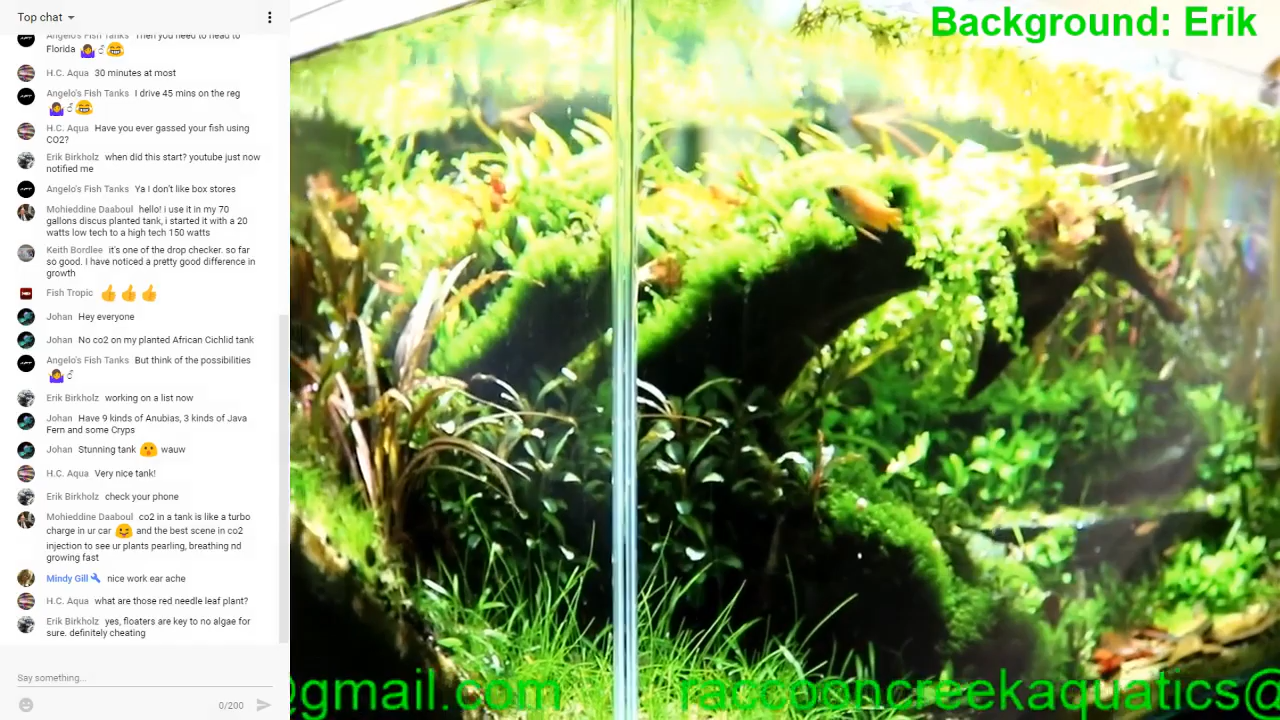 Top chat
Angelo's Fish Tanks Then you need to head to
Florida 🤷‍♂️😂
H.C. Aqua 30 minutes at most
Angelo's Fish Tanks I drive 45 mins on the reg
🤷‍♂️😂
H.C. Aqua Have you ever gassed your fish using
CO2?
Erik Birkholz when did this start? youtube just now
notified me
Angelo's Fish Tanks Ya I don't like box stores
Mohieddine Daaboul hello! i use it in my 70
gallons discus planted tank, i started it with a 20
watts low tech to a high tech 150 watts
Keith Bordlee it's one of the drop checker. so far
so good. I have noticed a pretty good difference in
growth
Fish Tropic 👍👍👍
Johan Hey everyone
Johan No co2 on my planted African Cichlid tank
Angelo's Fish Tanks But think of the possibilities
🤷‍♂️
Erik Birkholz working on a list now
Johan Have 9 kinds of Anubias, 3 kinds of Java
Fern and some Cryps
Johan Stunning tank 😮 wauw
H.C. Aqua Very nice tank!
Erik Birkholz check your phone
Mohieddine Daaboul co2 in a tank is like a turbo
charge in ur car 😋 and the best scene in co2
injection to see ur plants pearling, breathing nd
growing fast
Mindy Gill nice work ear ache
H.C. Aqua what are those red needle leaf plant?
Erik Birkholz yes, floaters are key to no algae for
sure. definitely cheating
Say something...
0/200
Background: Erik
@gmail.com raccooncreekaquatics@